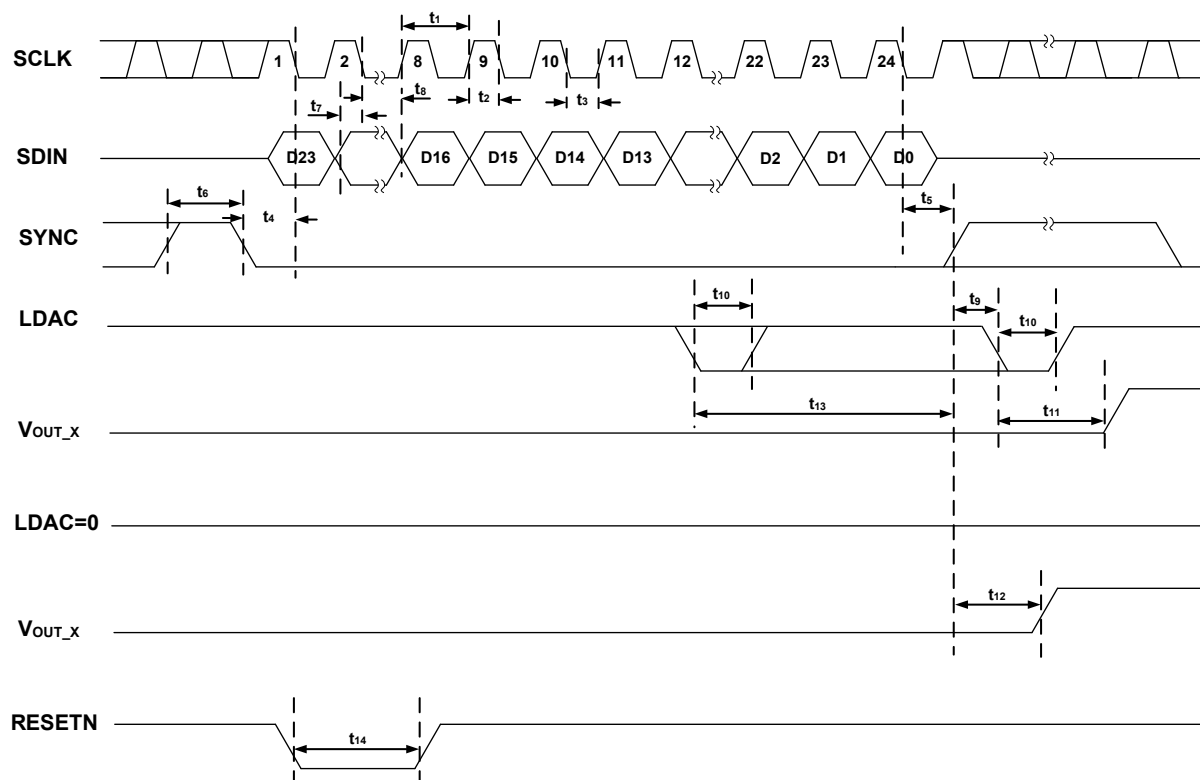 t1
SCLK 1 2 8 9 10 11 12 22 23 24
t7 t8 t2 t3
SDIN D23 D16 D15 D14 D13 D2 D1 D0
t6 t4 t5
SYNC
t10 t9 t10
LDAC
t13 t11
VOUT_X
LDAC=0
t12
VOUT_X
RESETN t14